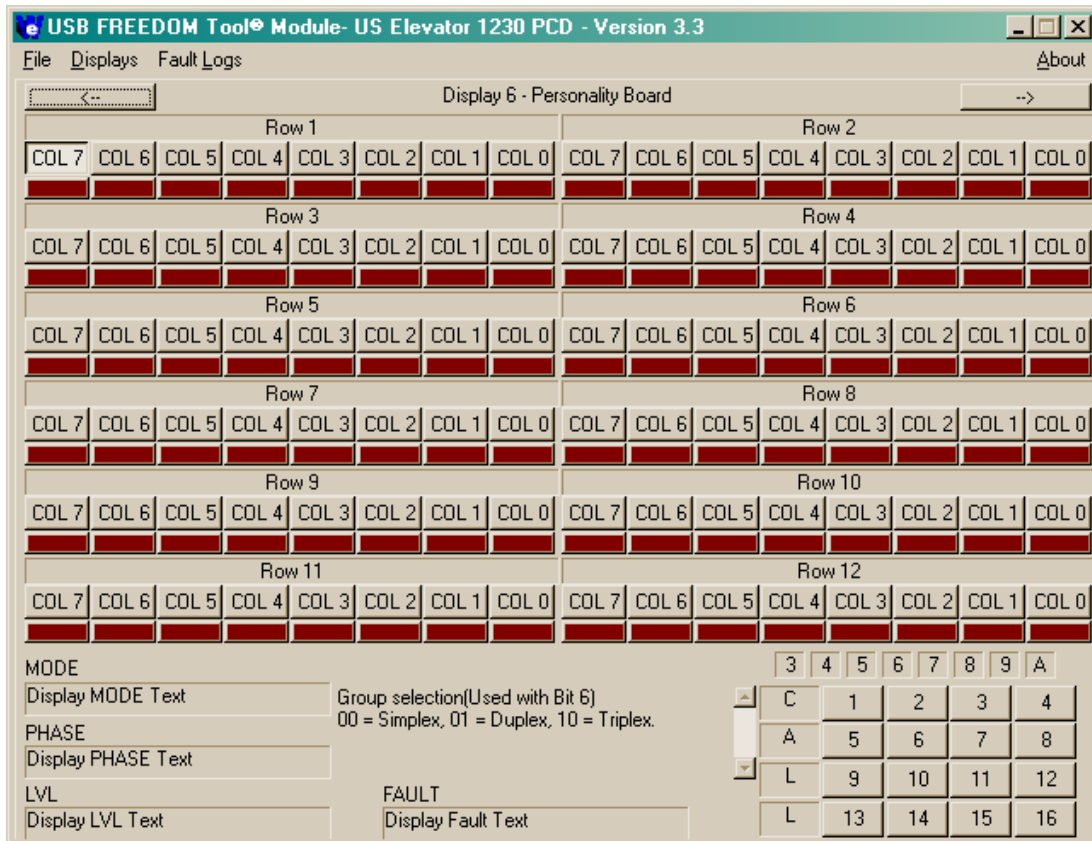 USB FREEDOM Tool® Module- US Elevator 1230 PCD - Version 3.3
File Displays Fault Logs About
<-- Display 6 - Personality Board -->
Row 1 Row 2
COL 7 COL 6 COL 5 COL 4 COL 3 COL 2 COL 1 COL 0 COL 7 COL 6 COL 5 COL 4 COL 3 COL 2 COL 1 COL 0
Row 3 Row 4
COL 7 COL 6 COL 5 COL 4 COL 3 COL 2 COL 1 COL 0 COL 7 COL 6 COL 5 COL 4 COL 3 COL 2 COL 1 COL 0
Row 5 Row 6
COL 7 COL 6 COL 5 COL 4 COL 3 COL 2 COL 1 COL 0 COL 7 COL 6 COL 5 COL 4 COL 3 COL 2 COL 1 COL 0
Row 7 Row 8
COL 7 COL 6 COL 5 COL 4 COL 3 COL 2 COL 1 COL 0 COL 7 COL 6 COL 5 COL 4 COL 3 COL 2 COL 1 COL 0
Row 9 Row 10
COL 7 COL 6 COL 5 COL 4 COL 3 COL 2 COL 1 COL 0 COL 7 COL 6 COL 5 COL 4 COL 3 COL 2 COL 1 COL 0
Row 11 Row 12
COL 7 COL 6 COL 5 COL 4 COL 3 COL 2 COL 1 COL 0 COL 7 COL 6 COL 5 COL 4 COL 3 COL 2 COL 1 COL 0
MODE
Display MODE Text
PHASE
Display PHASE Text
LVL
Display LVL Text
Group selection(Used with Bit 6)
00 = Simplex, 01 = Duplex, 10 = Triplex.
FAULT
Display Fault Text
3 4 5 6 7 8 9 A
C 1 2 3 4
A 5 6 7 8
L 9 10 11 12
L 13 14 15 16